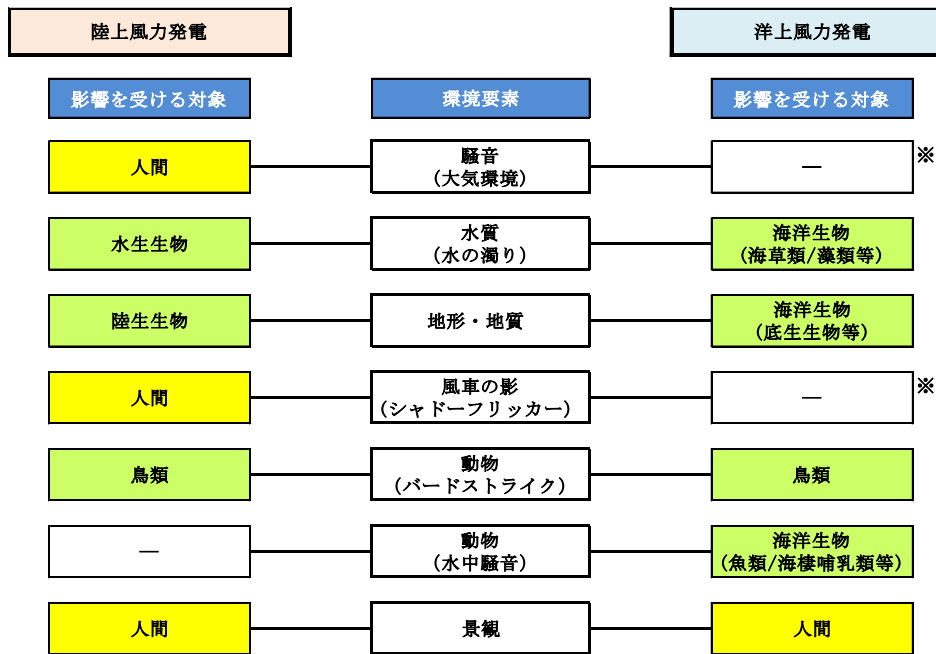 陸上風力発電
洋上風力発電
影響を受ける対象
環境要素
影響を受ける対象
人間
騒音
(大気環境)
―
※
水生生物
水質
(水の濁り)
海洋生物
(海草類/藻類等)
陸生生物
地形・地質
海洋生物
(底生生物等)
人間
風車の影
(シャドーフリッカー)
―
※
鳥類
動物
(バードストライク)
鳥類
―
動物
(水中騒音)
海洋生物
(魚類/海棲哺乳類等)
人間
景観
人間